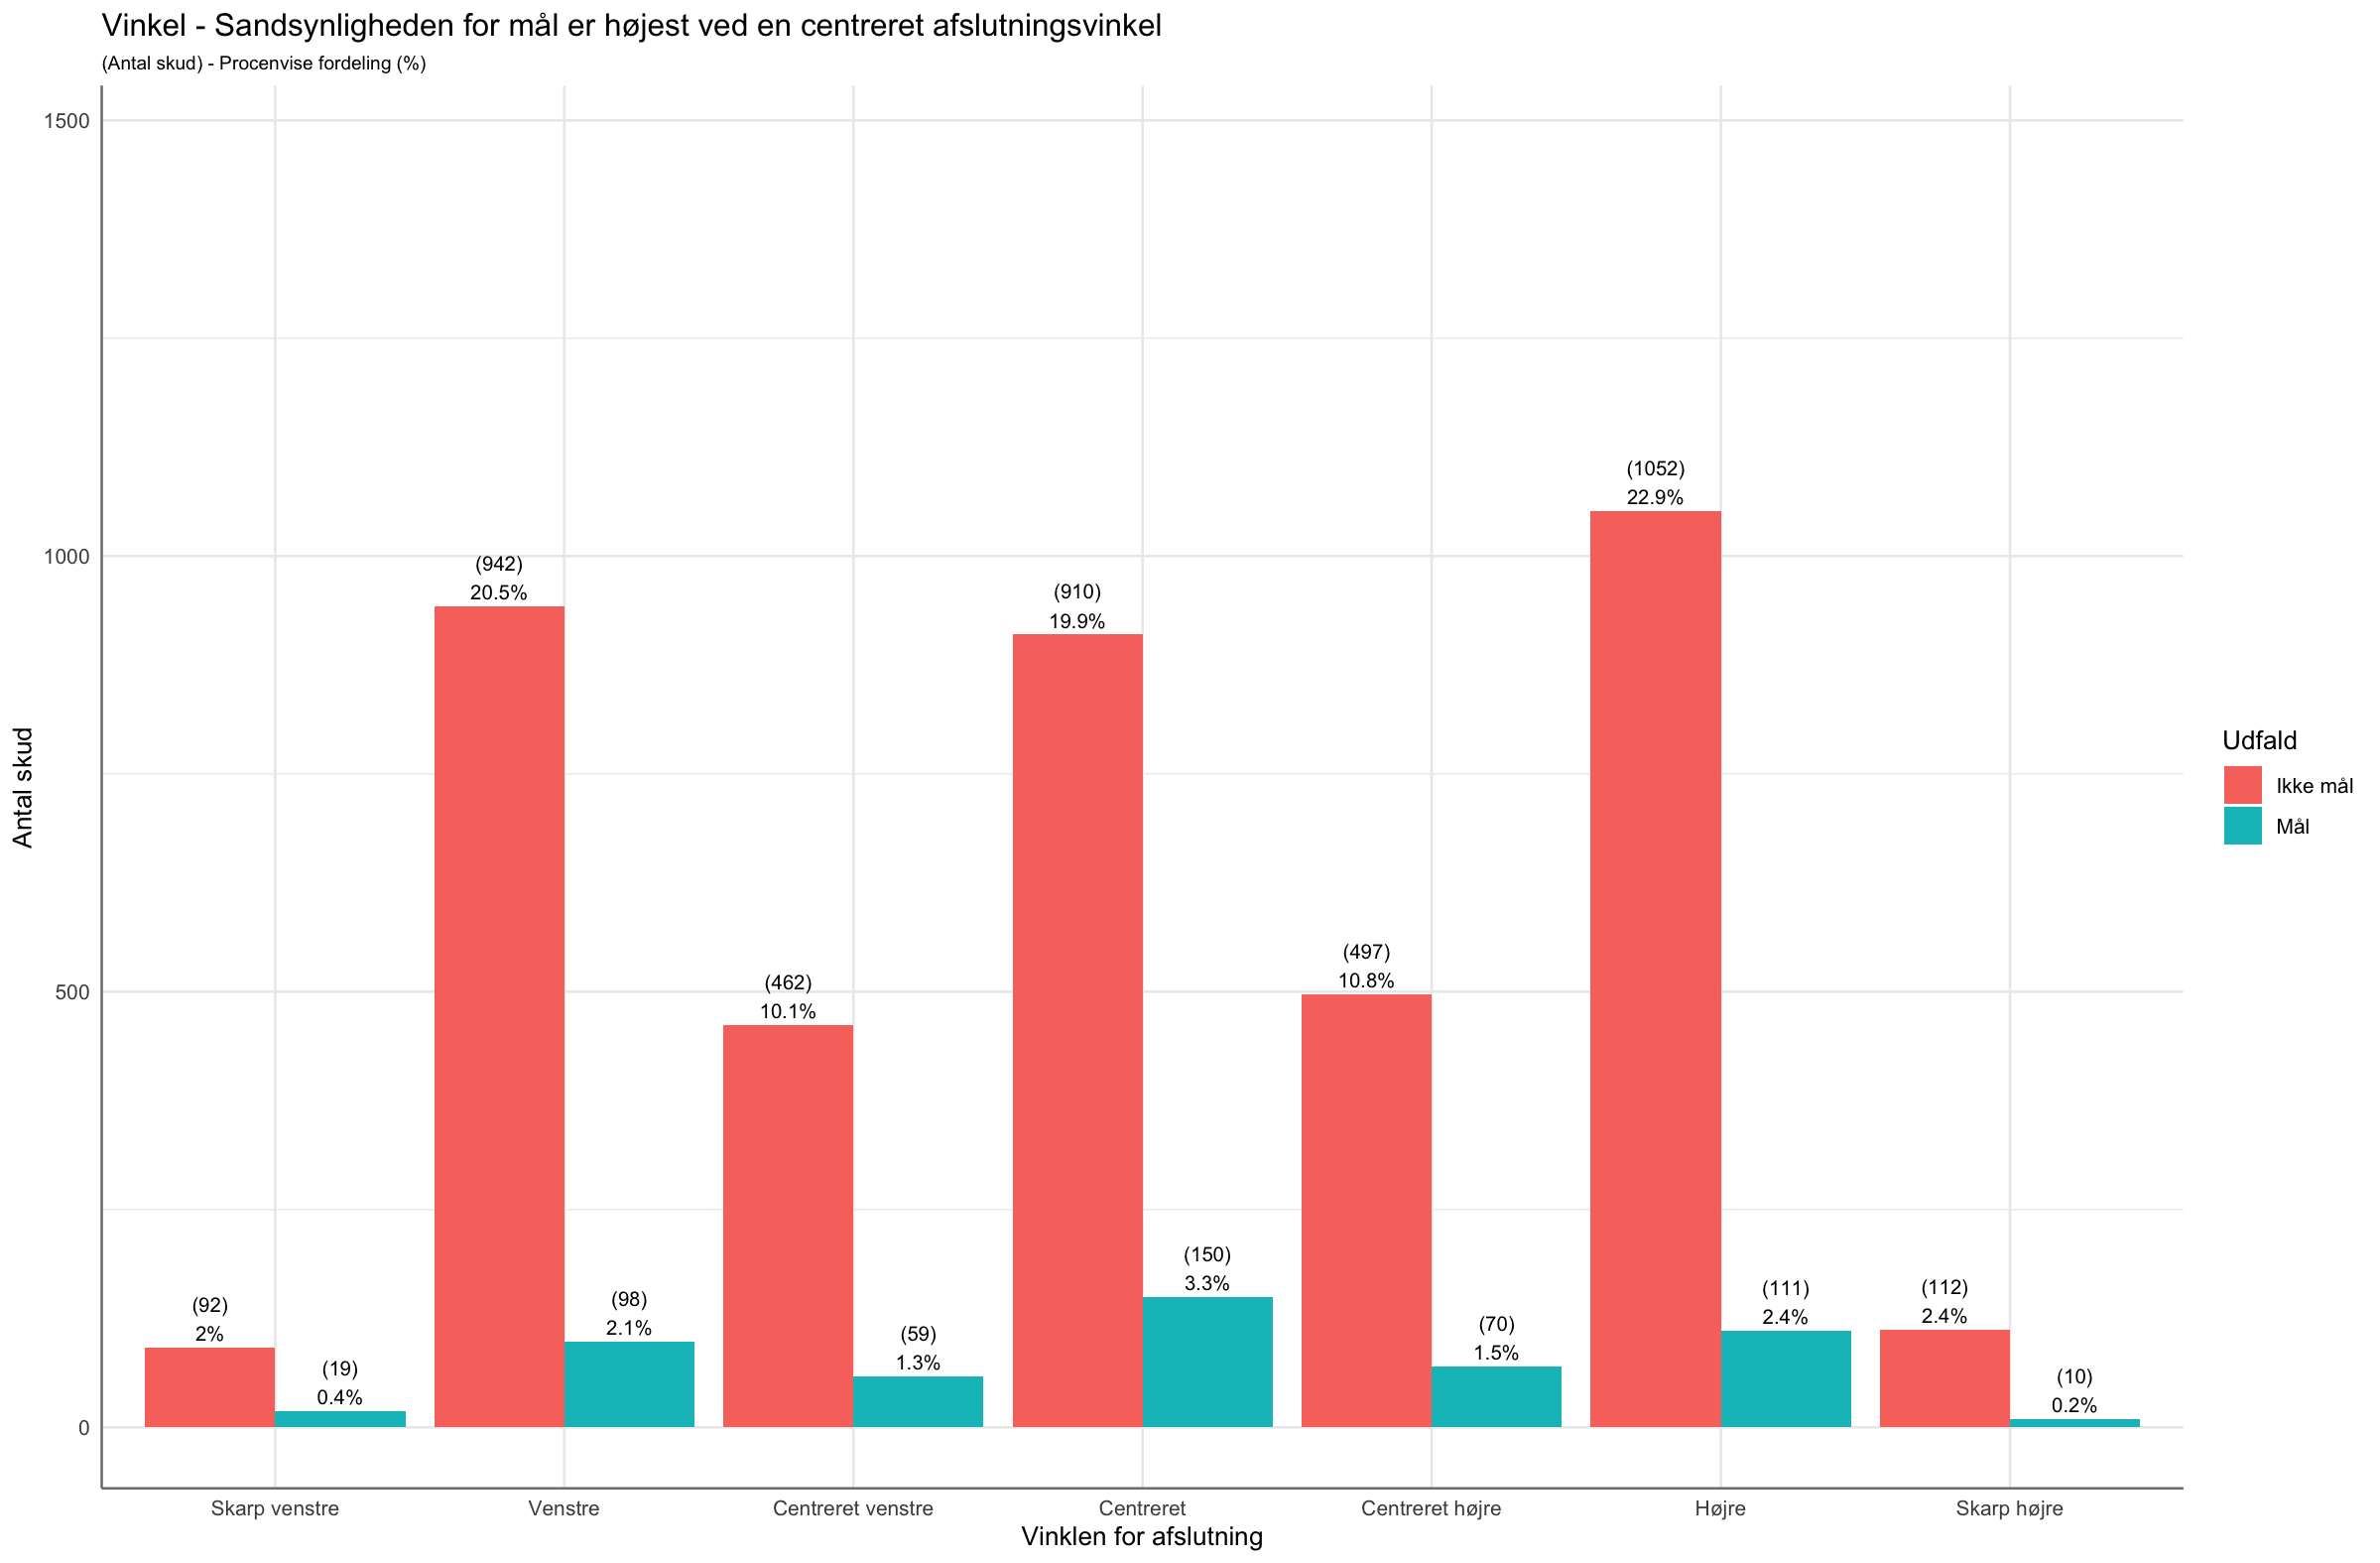 Vinkel - Sandsynligheden for mål er højest ved en centreret afslutningsvinkel
(Antal skud) - Procenvise fordeling (%)
Antal skud
1500
1000
500
0
(92)
2%
(19)
0.4%
(942)
20.5%
(98)
2.1%
(462)
10.1%
(59)
1.3%
(910)
19.9%
(150)
3.3%
(497)
10.8%
(70)
1.5%
(1052)
22.9%
(111)
2.4%
(112)
2.4%
(10)
0.2%
Skarp venstre
Venstre
Centreret venstre
Centreret
Centreret højre
Højre
Skarp højre
Vinklen for afslutning
Udfald
Ikke mål
Mål